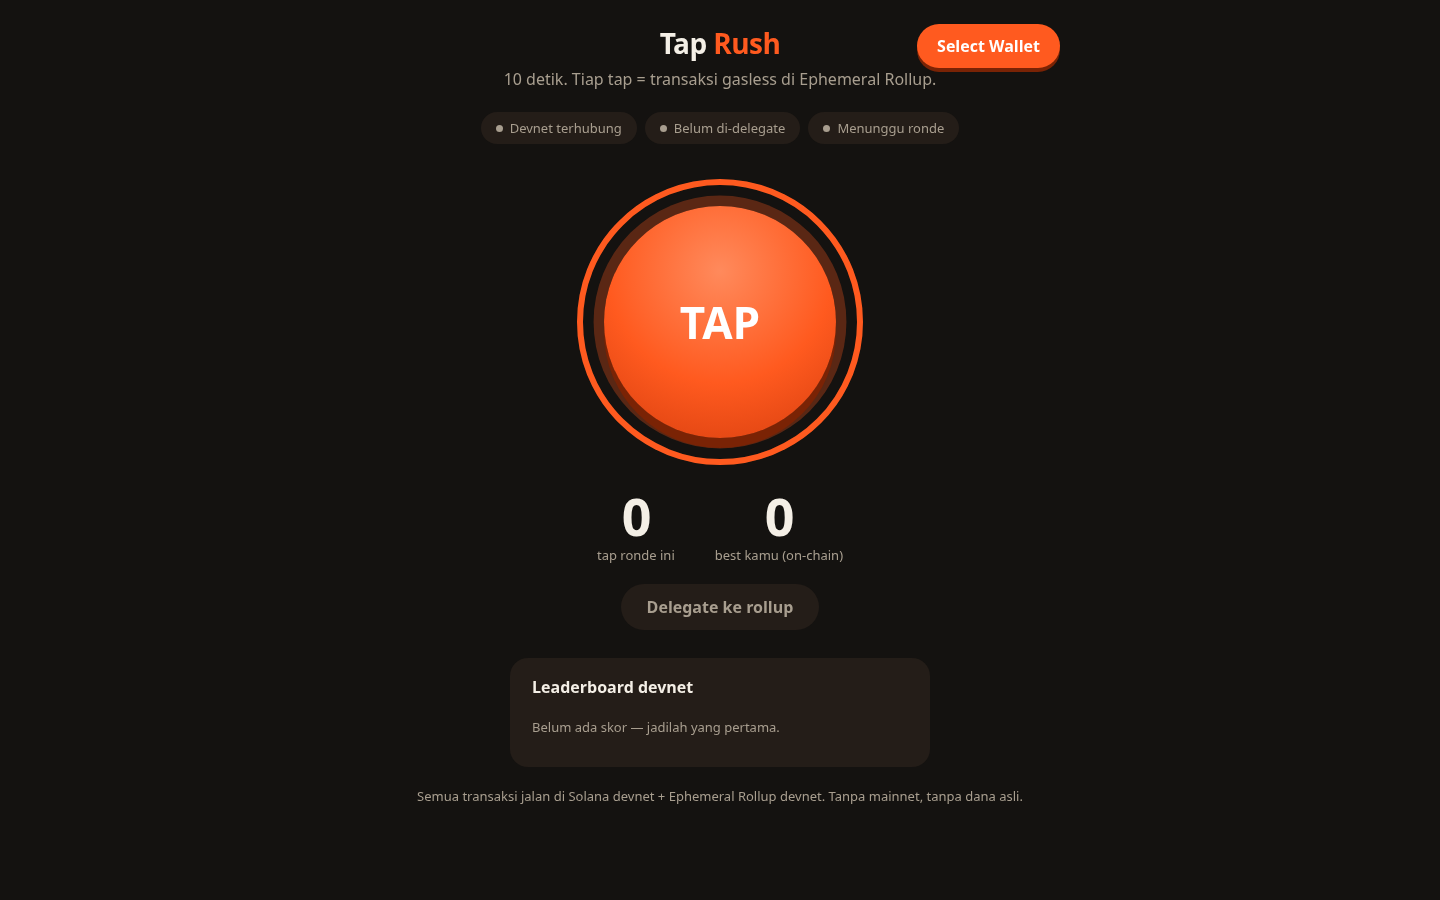 Tap Rush
Select Wallet
10 detik. Tiap tap = transaksi gasless di Ephemeral Rollup.
Devnet terhubung
Belum di-delegate
Menunggu ronde
TAP
0
tap ronde ini
0
best kamu (on-chain)
Delegate ke rollup
Leaderboard devnet
Belum ada skor — jadilah yang pertama.
Semua transaksi jalan di Solana devnet + Ephemeral Rollup devnet. Tanpa mainnet, tanpa dana asli.